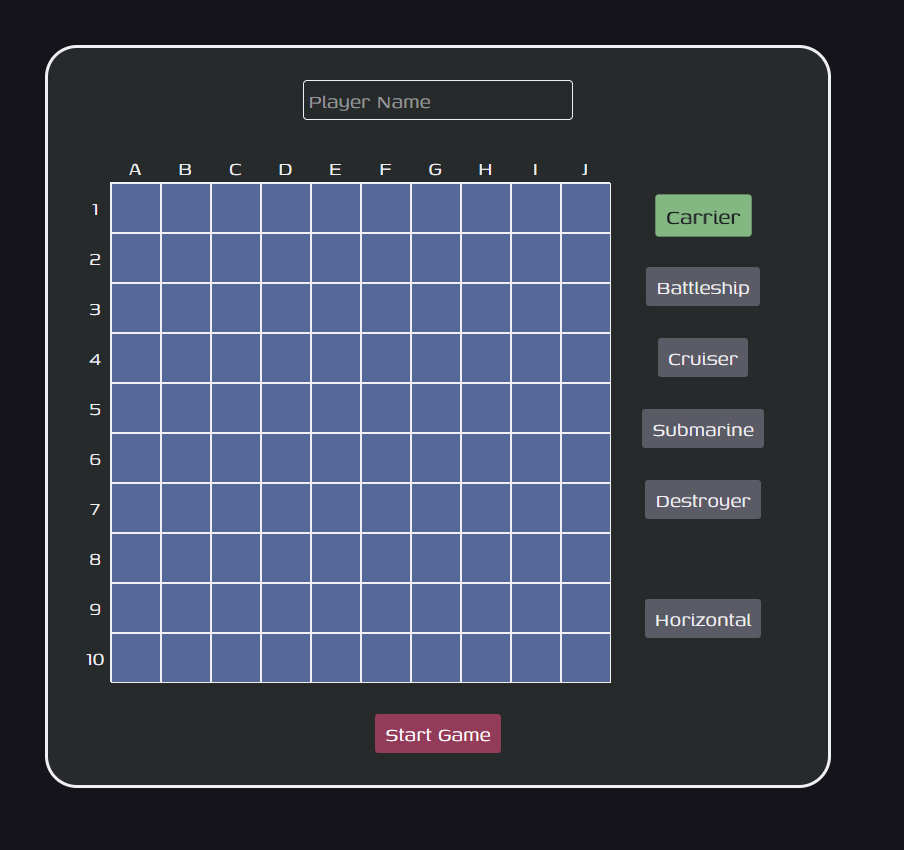 Player Name
A B C D E F G H I J
1
Carrier
2
Battleship
3
4
Cruiser
5
Submarine
6
7
Destroyer
8
9
Horizontal
10
Start Game